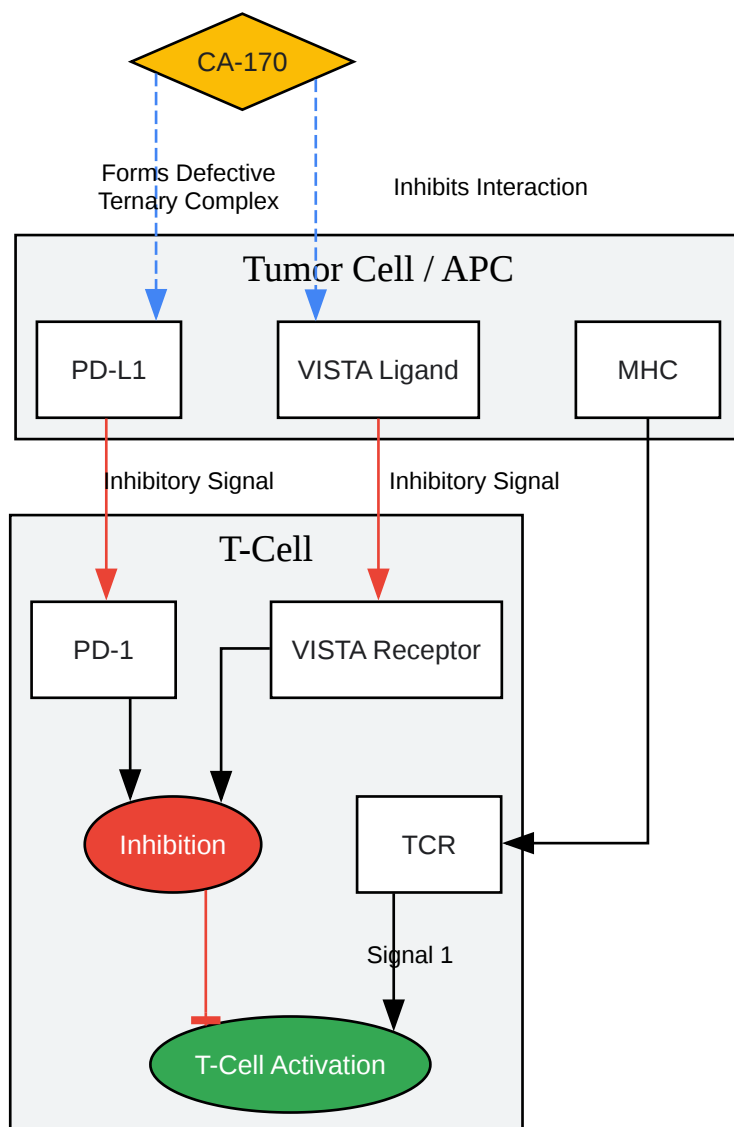 CA-170
Forms Defective
Ternary Complex
Inhibits Interaction
Tumor Cell / APC
PD-L1
VISTA Ligand
MHC
Inhibitory Signal
Inhibitory Signal
T-Cell
PD-1
VISTA Receptor
Inhibition
TCR
Signal 1
T-Cell Activation